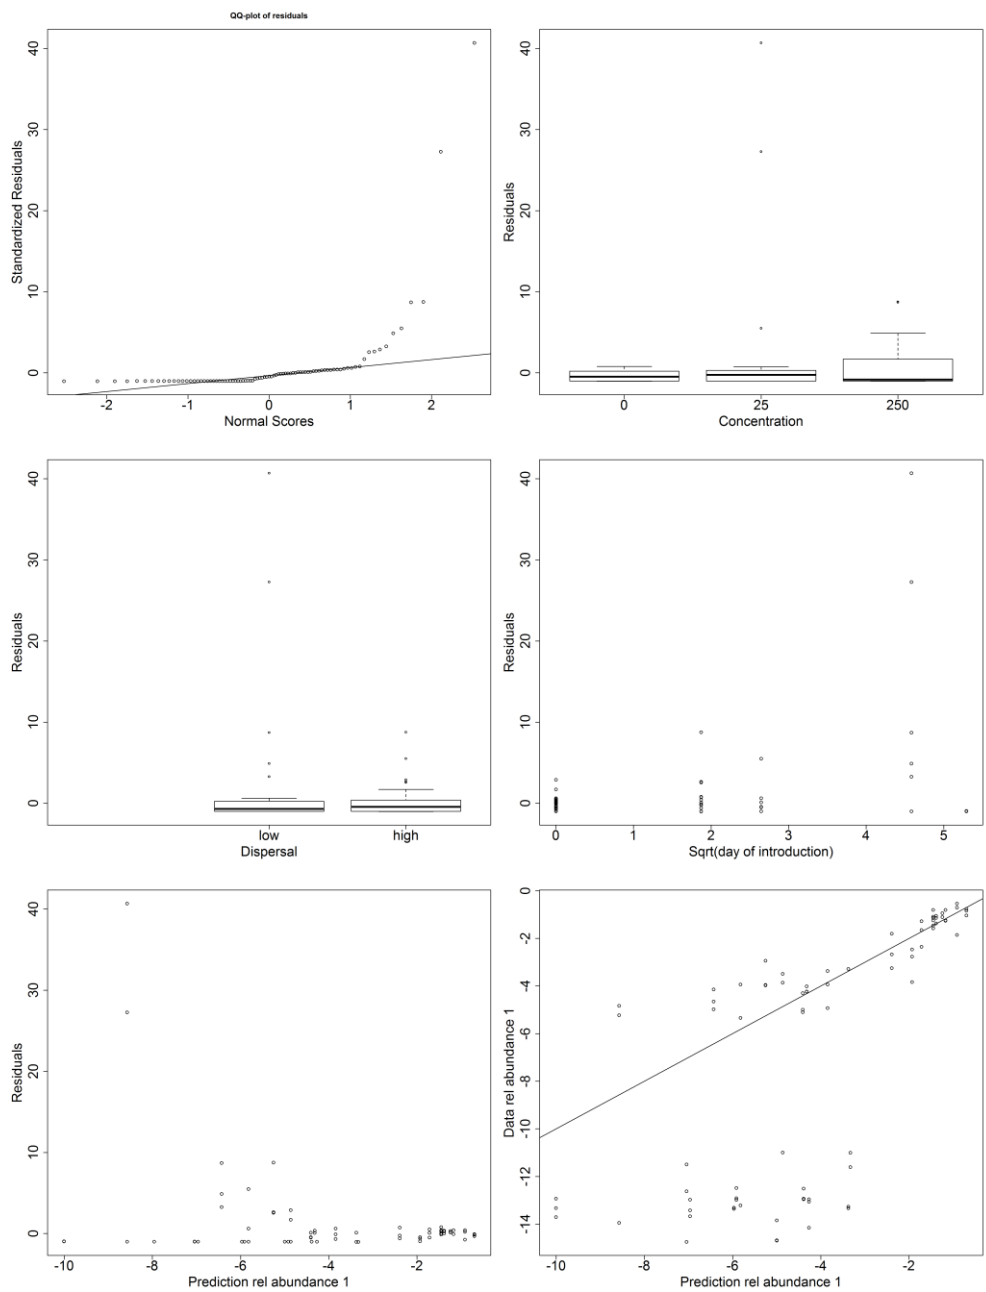 QQ-plot of residuals
Standardized Residuals
40
30
20
10
0
-2 -1 0 1 2
Normal Scores
Residuals
40
30
20
10
0
0 25 250
Concentration
Residuals
40
30
20
10
0
low high
Dispersal
Residuals
40
30
20
10
0
0 1 2 3 4 5
Sqrt(day of introduction)
Residuals
40
30
20
10
0
-10 -8 -6 -4 -2
Prediction rel abundance 1
Data rel abundance 1
0
-2
-4
-6
-8
-10
-12
-14
-10 -8 -6 -4 -2
Prediction rel abundance 1